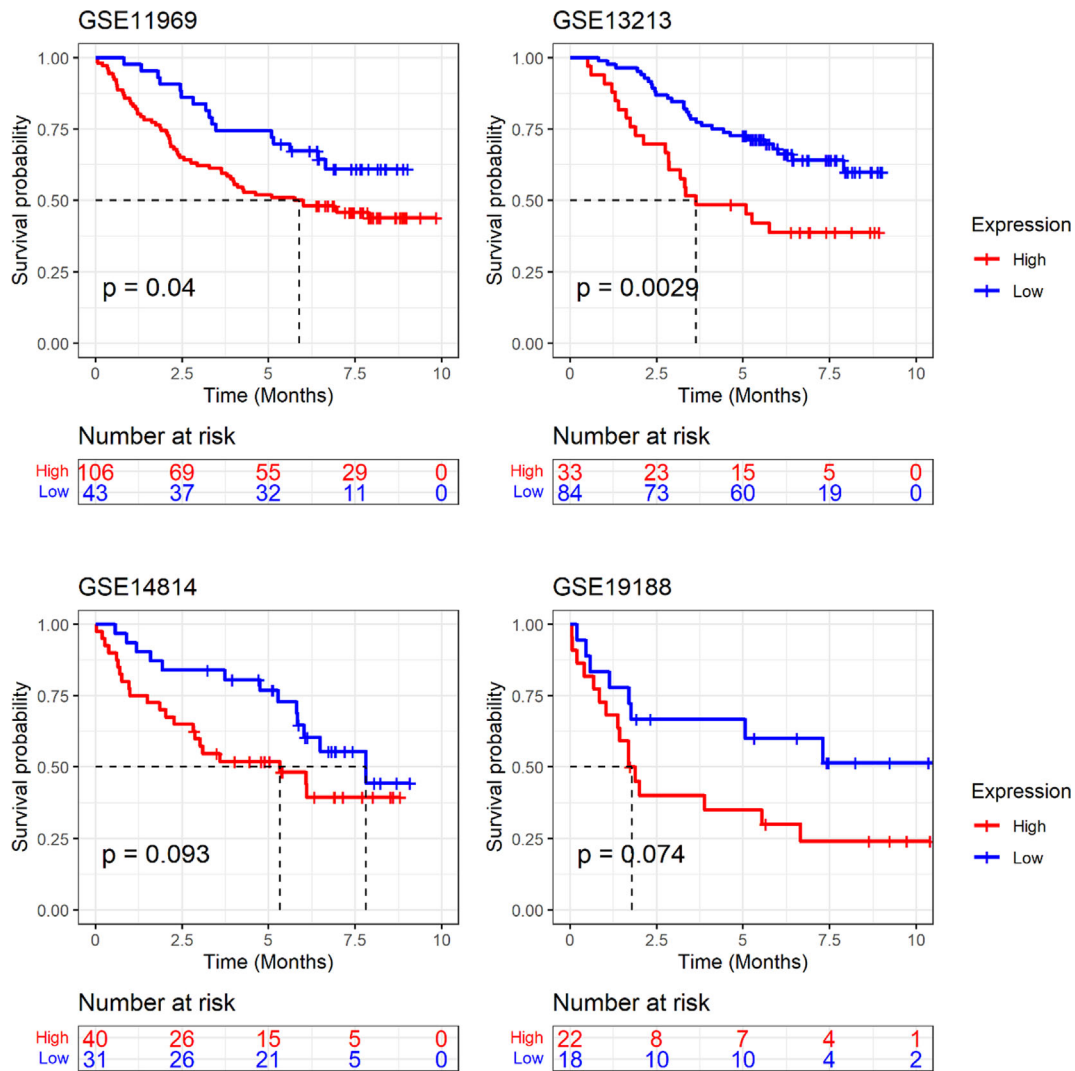 GSE11969
GSE13213
1.00
0.75
0.50
0.25
0.00
Survival probability
p = 0.04
0 2.5 5 7.5 10
Time (Months)
1.00
0.75
0.50
0.25
0.00
Survival probability
p = 0.0029
0 2.5 5 7.5 10
Time (Months)
Expression
High
Low
Number at risk
High 106 69 55 29 0
Low 43 37 32 11 0
Number at risk
High 33 23 15 5 0
Low 84 73 60 19 0
GSE14814
GSE19188
1.00
0.75
0.50
0.25
0.00
Survival probability
p = 0.093
0 2.5 5 7.5 10
Time (Months)
1.00
0.75
0.50
0.25
0.00
Survival probability
p = 0.074
0 2.5 5 7.5 10
Time (Months)
Expression
High
Low
Number at risk
High 40 26 15 5 0
Low 31 26 21 5 0
Number at risk
High 22 8 7 4 1
Low 18 10 10 4 2